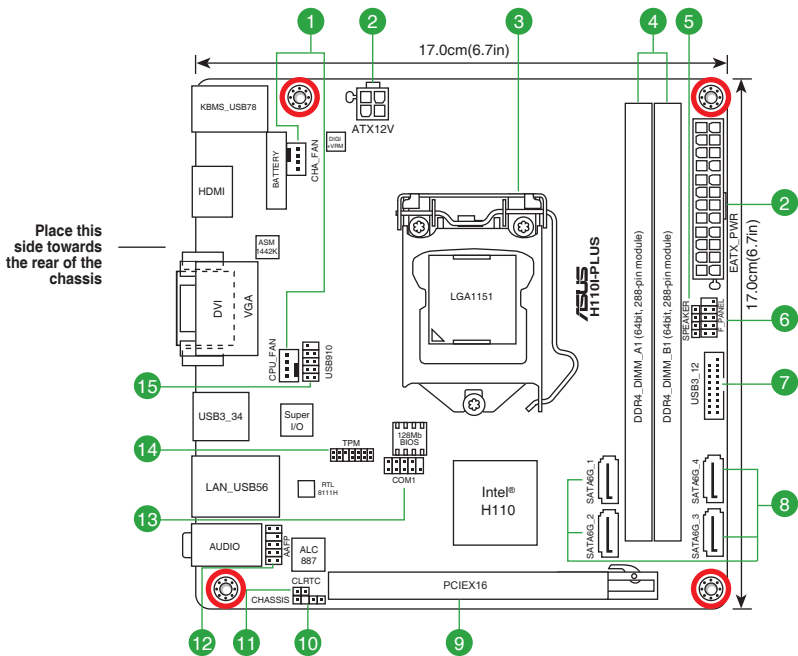 1
2
3
4
5
17.0cm(6.7in)
KBMS_USB78
ATX12V
DIGI
+VRM
CHA_FAN
BATTERY
HDMI
2
EATX_PWR
17.0cm(6.7in)
Place this
side towards
the rear of the
chassis
ASM
1442K
DVI
VGA
LGA1151
ASUS
H110I-PLUS
DDR4_DIMM_A1 (64bit, 288-pin module)
DDR4_DIMM_B1 (64bit, 288-pin module)
SPEAKER
F_PANEL
6
CPU_FAN
USB910
15
USB3_12
7
USB3_34
Super
I/O
128Mb
BIOS
14
TPM
COM1
LAN_USB56
RTL
8111H
Intel®
H110
SATA6G_1
SATA6G_4
8
13
SATA6G_2
SATA6G_3
AUDIO
AAFP
ALC
887
CLRTC
CHASSIS
PCIEX16
12
11
10
9